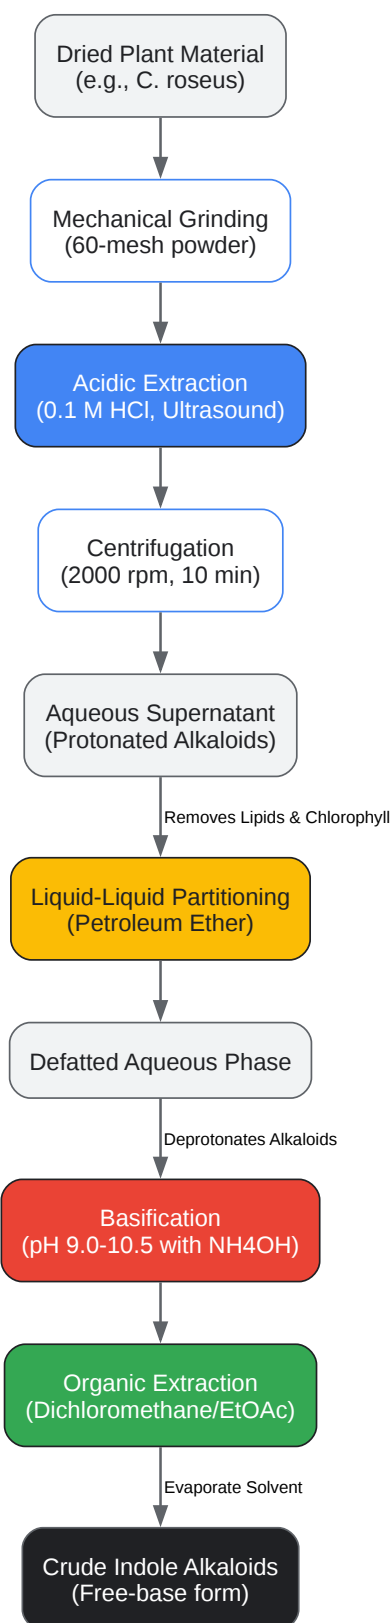 Dried Plant Material
(e.g., C. roseus)
Mechanical Grinding
(60-mesh powder)
Acidic Extraction
(0.1 M HCl, Ultrasound)
Centrifugation
(2000 rpm, 10 min)
Aqueous Supernatant
(Protonated Alkaloids)
Removes Lipids & Chlorophyll
Liquid-Liquid Partitioning
(Petroleum Ether)
Defatted Aqueous Phase
Deprotonates Alkaloids
Basification
(pH 9.0-10.5 with NH4OH)
Organic Extraction
(Dichloromethane/EtOAc)
Evaporate Solvent
Crude Indole Alkaloids
(Free-base form)